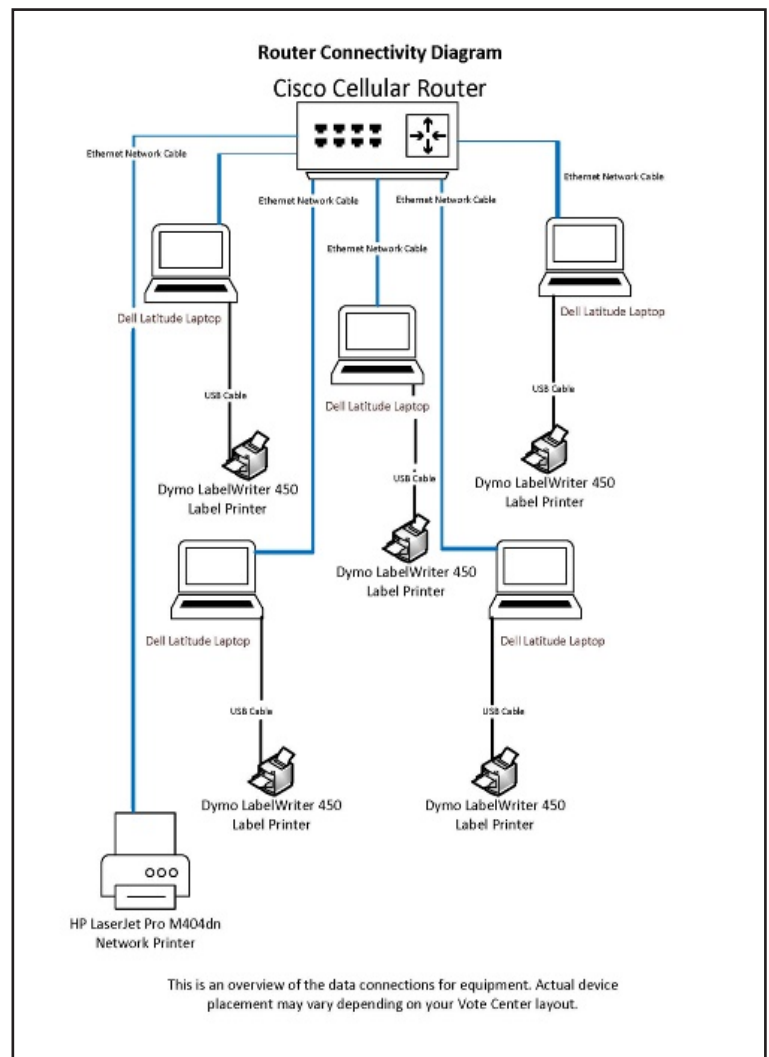 Router Connectivity Diagram
Cisco Cellular Router
Ethernet Network Cable
Ethernet Network Cable
Ethernet Network Cable
Ethernet Network Cable
Ethernet Network Cable
Dell Latitude Laptop
Dell Latitude Laptop
Dell Latitude Laptop
USB Cable
USB Cable
USB Cable
Dymo LabelWriter 450
Label Printer
Dymo LabelWriter 450
Label Printer
Dymo LabelWriter 450
Label Printer
Dell Latitude Laptop
Dell Latitude Laptop
USB Cable
USB Cable
Dymo LabelWriter 450
Label Printer
Dymo LabelWriter 450
Label Printer
HP LaserJet Pro M404dn
Network Printer
This is an overview of the data connections for equipment. Actual device
placement may vary depending on your Vote Center layout.